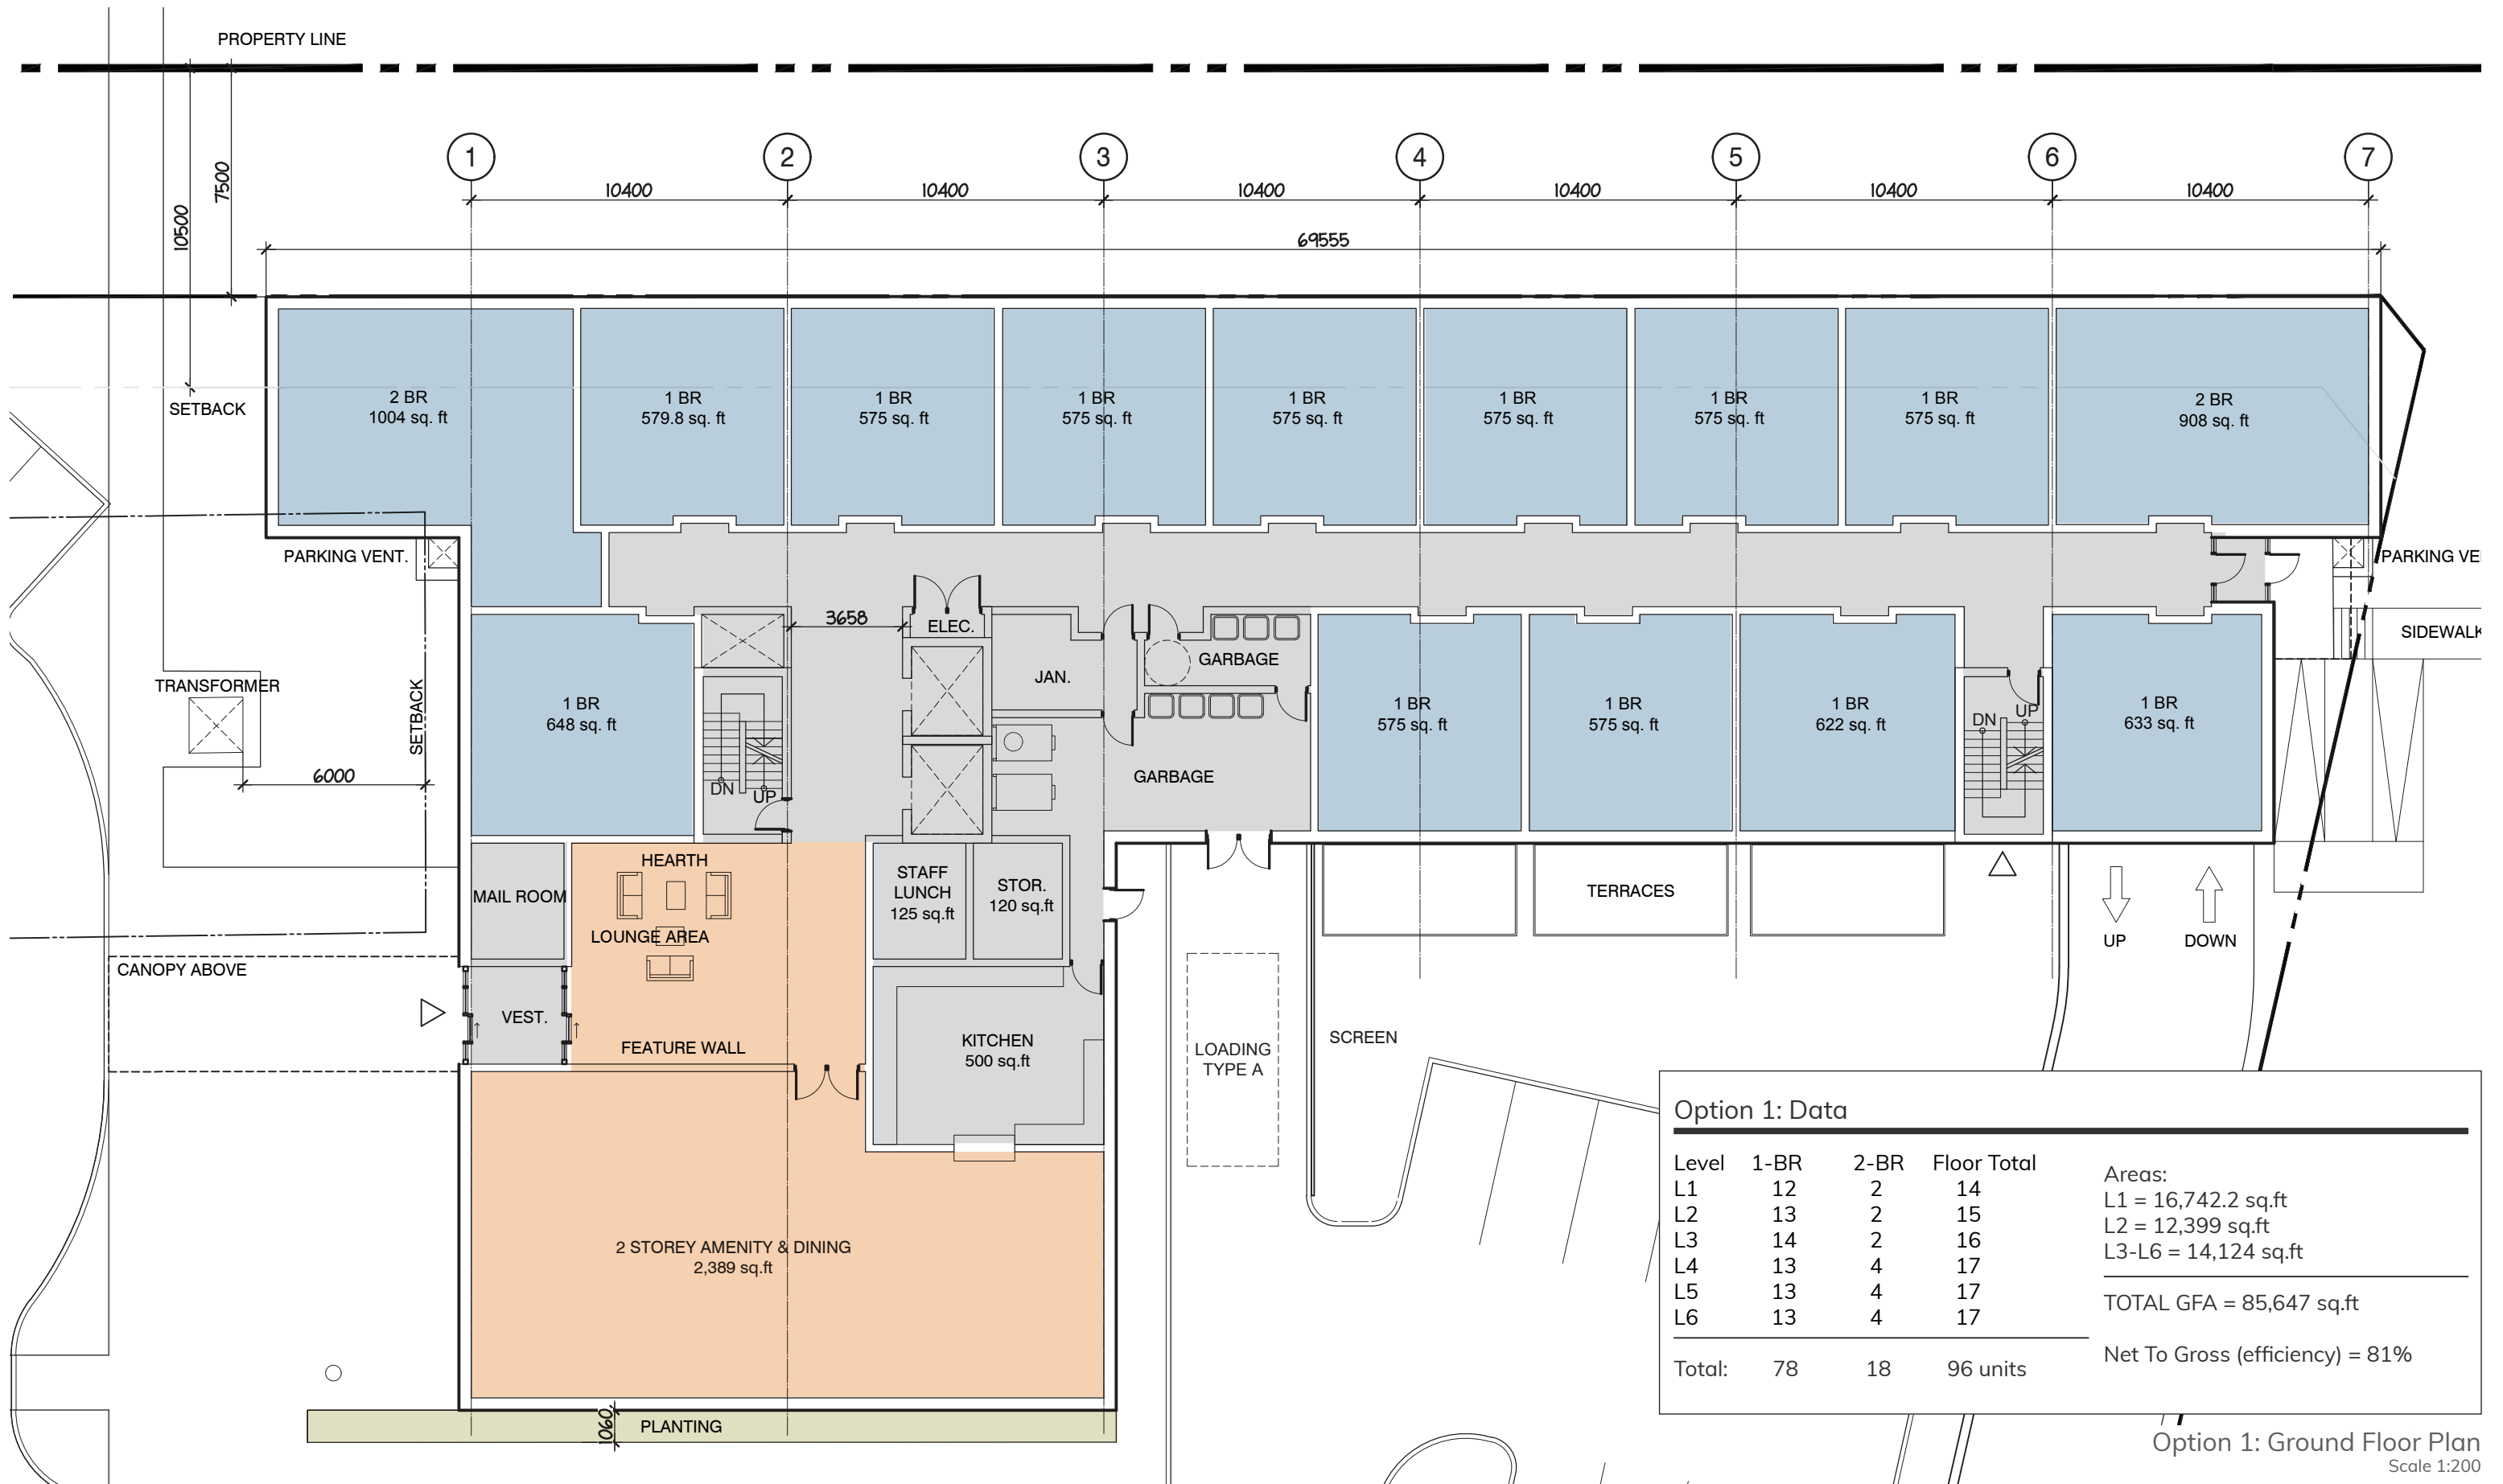 PROPERTY LINE
1
2
3
4
5
6
7
10400
10400
10400
10400
10400
10400
7500
10500
69555
2 BR
1004 sq. ft
1 BR
579.8 sq. ft
1 BR
575 sq. ft
1 BR
575 sq. ft
1 BR
575 sq. ft
1 BR
575 sq. ft
1 BR
575 sq. ft
1 BR
575 sq. ft
2 BR
908 sq. ft
SETBACK
PARKING VENT.
PARKING VE
3658
ELEC.
SIDEWALK
GARBAGE
JAN.
TRANSFORMER
SETBACK
1 BR
648 sq. ft
1 BR
575 sq. ft
1 BR
575 sq. ft
1 BR
622 sq. ft
1 BR
633 sq. ft
DN
UP
6000
GARBAGE
DN
UP
HEARTH
MAIL ROOM
STAFF
LUNCH
125 sq.ft
STOR.
120 sq.ft
TERRACES
LOUNGE AREA
UP
DOWN
CANOPY ABOVE
VEST.
FEATURE WALL
KITCHEN
500 sq.ft
LOADING
TYPE A
SCREEN
2 STOREY AMENITY & DINING
2,389 sq.ft
1060
PLANTING
Option 1: Data
Level 1-BR 2-BR Floor Total
L1 12 2 14
L2 13 2 15
L3 14 2 16
L4 13 4 17
L5 13 4 17
L6 13 4 17
Total: 78 18 96 units
Areas:
L1 = 16,742.2 sq.ft
L2 = 12,399 sq.ft
L3-L6 = 14,124 sq.ft
TOTAL GFA = 85,647 sq.ft
Net To Gross (efficiency) = 81%
Option 1: Ground Floor Plan
Scale 1:200